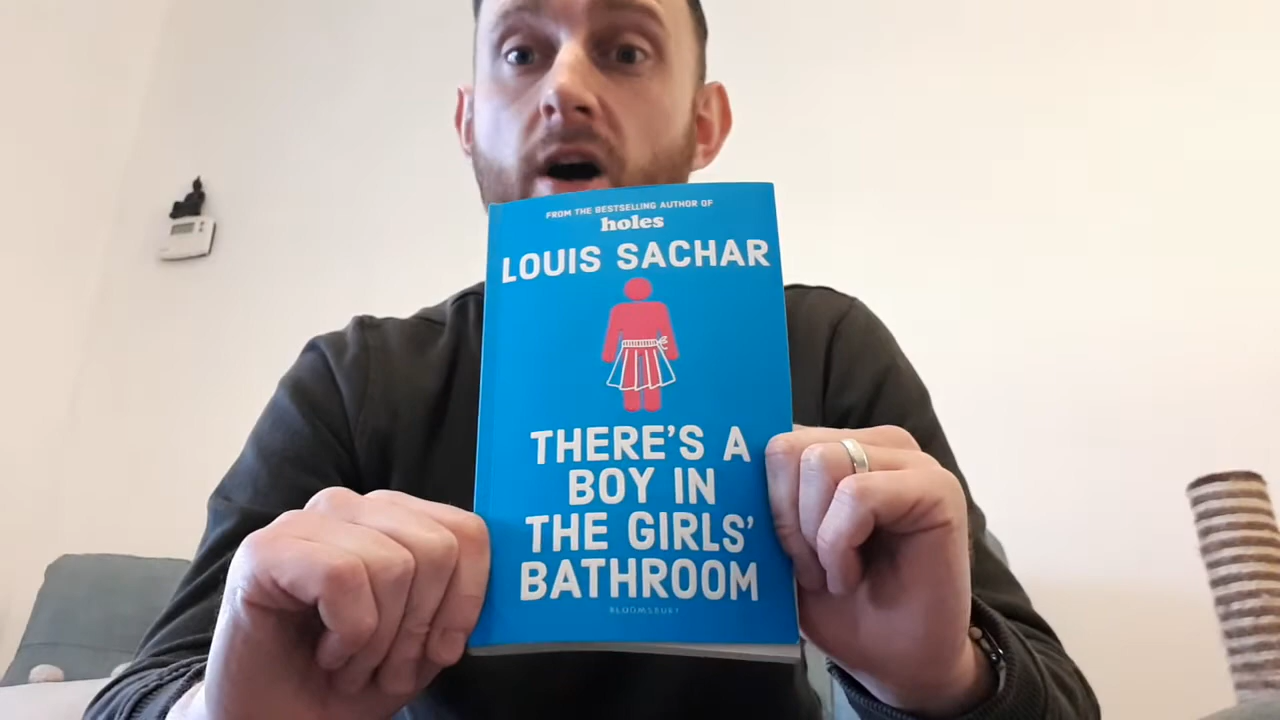 FROM THE BESTSELLING AUTHOR OF
holes
LOUIS SACHAR
THERE'S A
BOY IN
THE GIRLS'
BATHROOM
BLOOMSBURY